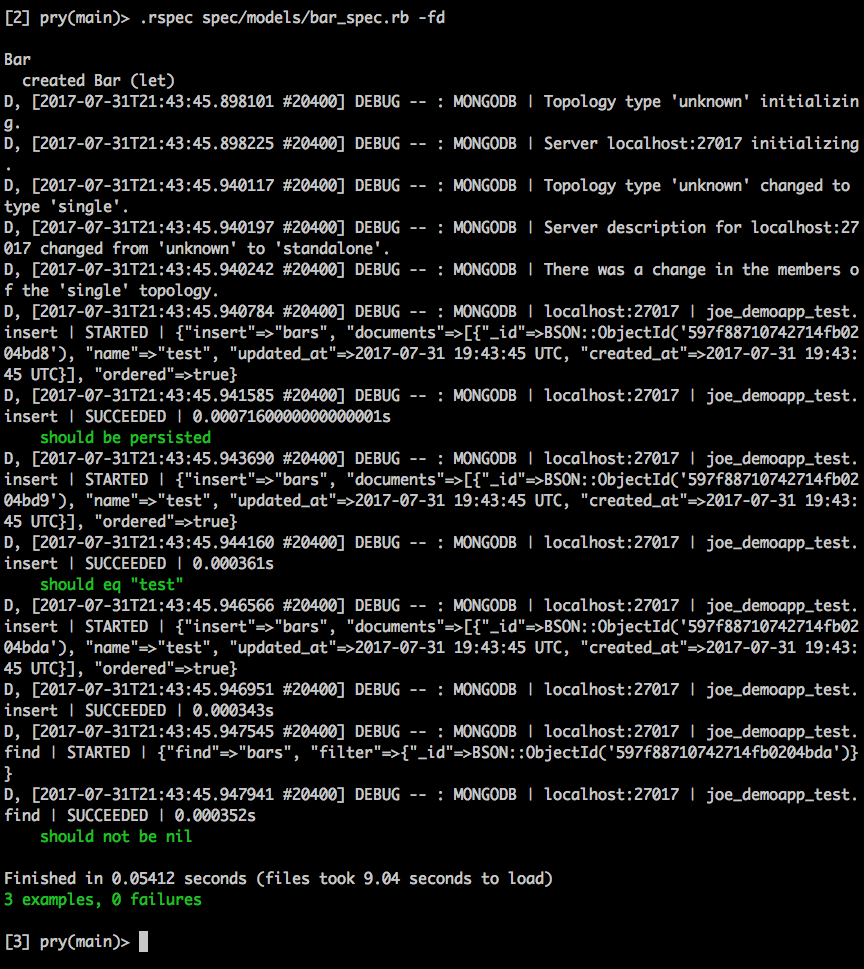 [2] pry(main)> .rspec spec/models/bar_spec.rb -fd
Bar
created Bar (let)
D, [2017-07-31T21:43:45.898101 #20400] DEBUG -- : MONGODB | Topology type 'unknown' initializin
g.
D, [2017-07-31T21:43:45.898225 #20400] DEBUG -- : MONGODB | Server localhost:27017 initializing
.
D, [2017-07-31T21:43:45.940117 #20400] DEBUG -- : MONGODB | Topology type 'unknown' changed to
type 'single'.
D, [2017-07-31T21:43:45.940197 #20400] DEBUG -- : MONGODB | Server description for localhost:27
017 changed from 'unknown' to 'standalone'.
D, [2017-07-31T21:43:45.940242 #20400] DEBUG -- : MONGODB | There was a change in the members o
f the 'single' topology.
D, [2017-07-31T21:43:45.940784 #20400] DEBUG -- : MONGODB | localhost:27017 | joe_demoapp_test.
insert | STARTED | {"insert"=>"bars", "documents"=>[{"_id"=>BSON::ObjectId('597f88710742714fb02
04bd8'), "name"=>"test", "updated_at"=>2017-07-31 19:43:45 UTC, "created_at"=>2017-07-31 19:43:
45 UTC}], "ordered"=>true}
D, [2017-07-31T21:43:45.941585 #20400] DEBUG -- : MONGODB | localhost:27017 | joe_demoapp_test.
insert | SUCCEEDED | 0.0007160000000000001s
should be persisted
D, [2017-07-31T21:43:45.943690 #20400] DEBUG -- : MONGODB | localhost:27017 | joe_demoapp_test.
insert | STARTED | {"insert"=>"bars", "documents"=>[{"_id"=>BSON::ObjectId('597f88710742714fb02
04bd9'), "name"=>"test", "updated_at"=>2017-07-31 19:43:45 UTC, "created_at"=>2017-07-31 19:43:
45 UTC}], "ordered"=>true}
D, [2017-07-31T21:43:45.944160 #20400] DEBUG -- : MONGODB | localhost:27017 | joe_demoapp_test.
insert | SUCCEEDED | 0.000361s
should eq "test"
D, [2017-07-31T21:43:45.946566 #20400] DEBUG -- : MONGODB | localhost:27017 | joe_demoapp_test.
insert | STARTED | {"insert"=>"bars", "documents"=>[{"_id"=>BSON::ObjectId('597f88710742714fb02
04bda'), "name"=>"test", "updated_at"=>2017-07-31 19:43:45 UTC, "created_at"=>2017-07-31 19:43:
45 UTC}], "ordered"=>true}
D, [2017-07-31T21:43:45.946951 #20400] DEBUG -- : MONGODB | localhost:27017 | joe_demoapp_test.
insert | SUCCEEDED | 0.000343s
D, [2017-07-31T21:43:45.947545 #20400] DEBUG -- : MONGODB | localhost:27017 | joe_demoapp_test.
find | STARTED | {"find"=>"bars", "filter"=>{"_id"=>BSON::ObjectId('597f88710742714fb0204bda')}
}
D, [2017-07-31T21:43:45.947941 #20400] DEBUG -- : MONGODB | localhost:27017 | joe_demoapp_test.
find | SUCCEEDED | 0.000352s
should not be nil
Finished in 0.05412 seconds (files took 9.04 seconds to load)
3 examples, 0 failures
[3] pry(main)>